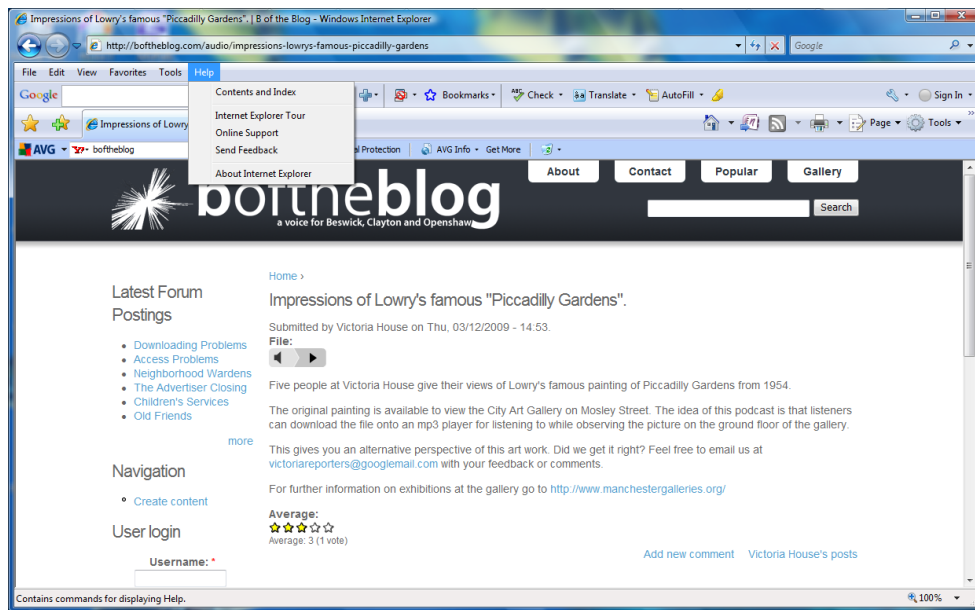 Impressions of Lowry's famous "Piccadilly Gardens". | B of the Blog - Windows Internet Explorer
http://boftheblog.com/audio/impressions-lowrys-famous-piccadilly-gardens
Google
File Edit View Favorites Tools Help
Google
Bookmarks Check Translate AutoFill Sign In
Contents and Index
Internet Explorer Tour
Online Support
Send Feedback
About Internet Explorer
Impressions of Lowry
Page Tools
AVG boftheblog Protection AVG Info Get More
boftheblog
a voice for Beswick, Clayton and Openshaw
About Contact Popular Gallery
Search
Latest Forum
Postings
Downloading Problems
Access Problems
Neighborhood Wardens
The Advertiser Closing
Children's Services
Old Friends
more
Navigation
Create content
User login
Username: *
Home ›
Impressions of Lowry's famous "Piccadilly Gardens".
Submitted by Victoria House on Thu, 03/12/2009 - 14:53.
File:
Five people at Victoria House give their views of Lowry's famous painting of Piccadilly Gardens from 1954.
The original painting is available to view the City Art Gallery on Mosley Street. The idea of this podcast is that listeners
can download the file onto an mp3 player for listening to while observing the picture on the ground floor of the gallery.
This gives you an alternative perspective of this art work. Did we get it right? Feel free to email us at
victoriareporters@googlemail.com with your feedback or comments.
For further information on exhibitions at the gallery go to http://www.manchestergalleries.org/
Average:
Average: 3 (1 vote)
Add new comment Victoria House's posts
Contains commands for displaying Help.
100%